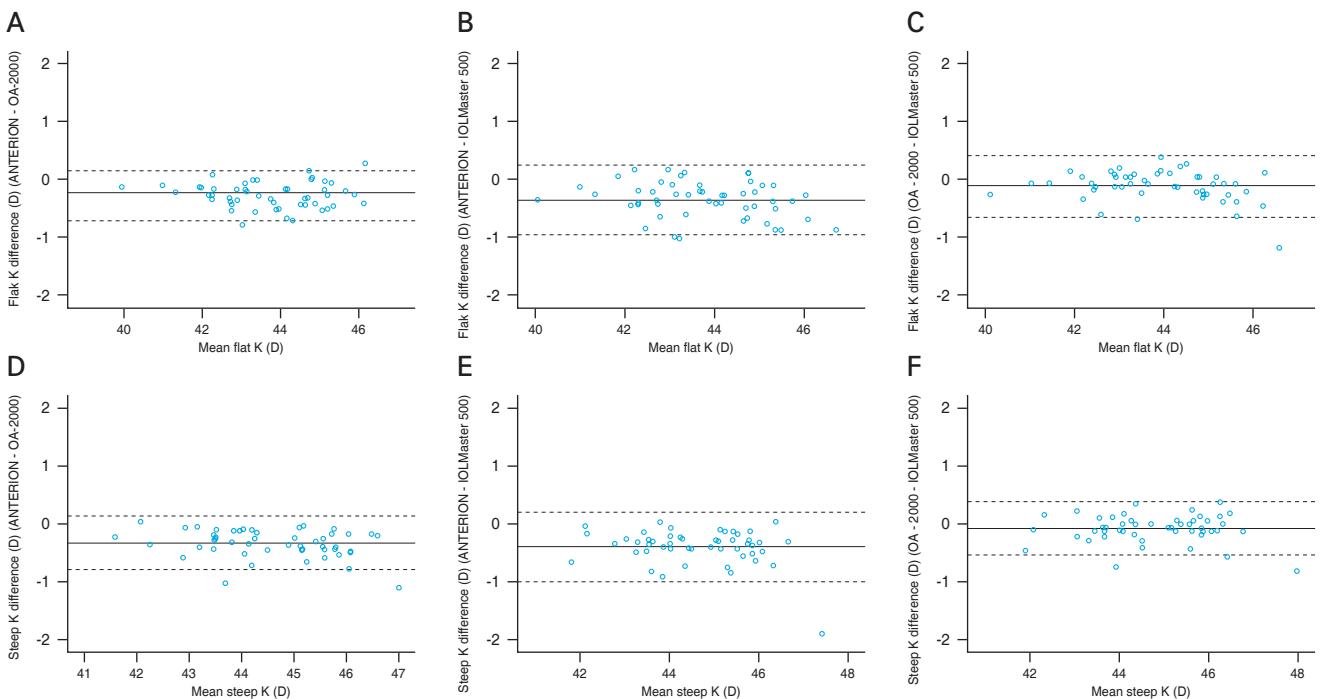 A
Flak K difference (D) (ANTERION - OA-2000)
2
1
0
-1
-2
40 42 44 46
Mean flat K (D)
B
Flak K difference (D) (ANTERION - IOLMaster 500)
2
1
0
-1
-2
40 42 44 46
Mean flat K (D)
C
Flak K difference (D) (OA - 2000 - IOLMaster 500)
2
1
0
-1
-2
40 42 44 46
Mean flat K (D)
D
Steep K difference (D) (ANTERION - OA-2000)
2
1
0
-1
-2
41 42 43 44 45 46 47
Mean steep K (D)
E
Steep K difference (D) (ANTERION - IOLMaster 500)
2
1
0
-1
-2
42 44 46 48
Mean steep K (D)
F
Steep K difference (D) (OA - 2000 - IOLMaster 500)
2
1
0
-1
-2
42 44 46 48
Mean steep K (D)